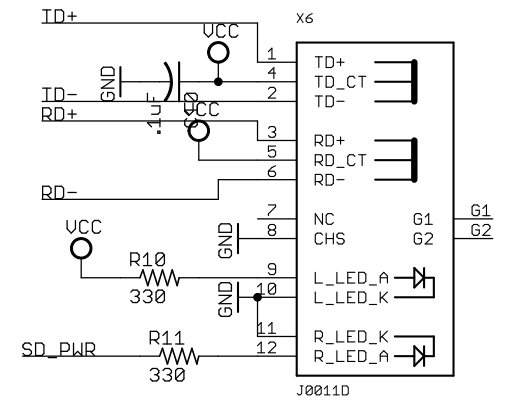 TD+
X6
VCC
1 TD+
GND
4 TD_CT
TD-
2 TD-
.1uF
VCC
RD+
3 RD+
5 RD_CT
6 RD-
RD-
7 NC G1 G1
VCC
GND
8 CHS G2 G2
R10
9 L_LED_A
330
GND
10 L_LED_K
R11
11 R_LED_K
SD_PWR
12 R_LED_A
330
J0011D